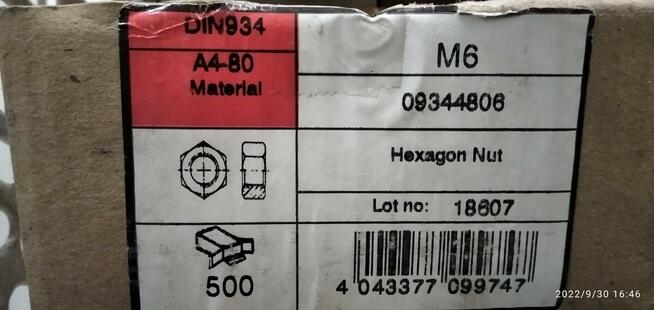 DIN934
A4-80
Material
M6
09344806
Hexagon Nut
Lot no: 18607
500
4 043377 099747
2022/9/30 16:46